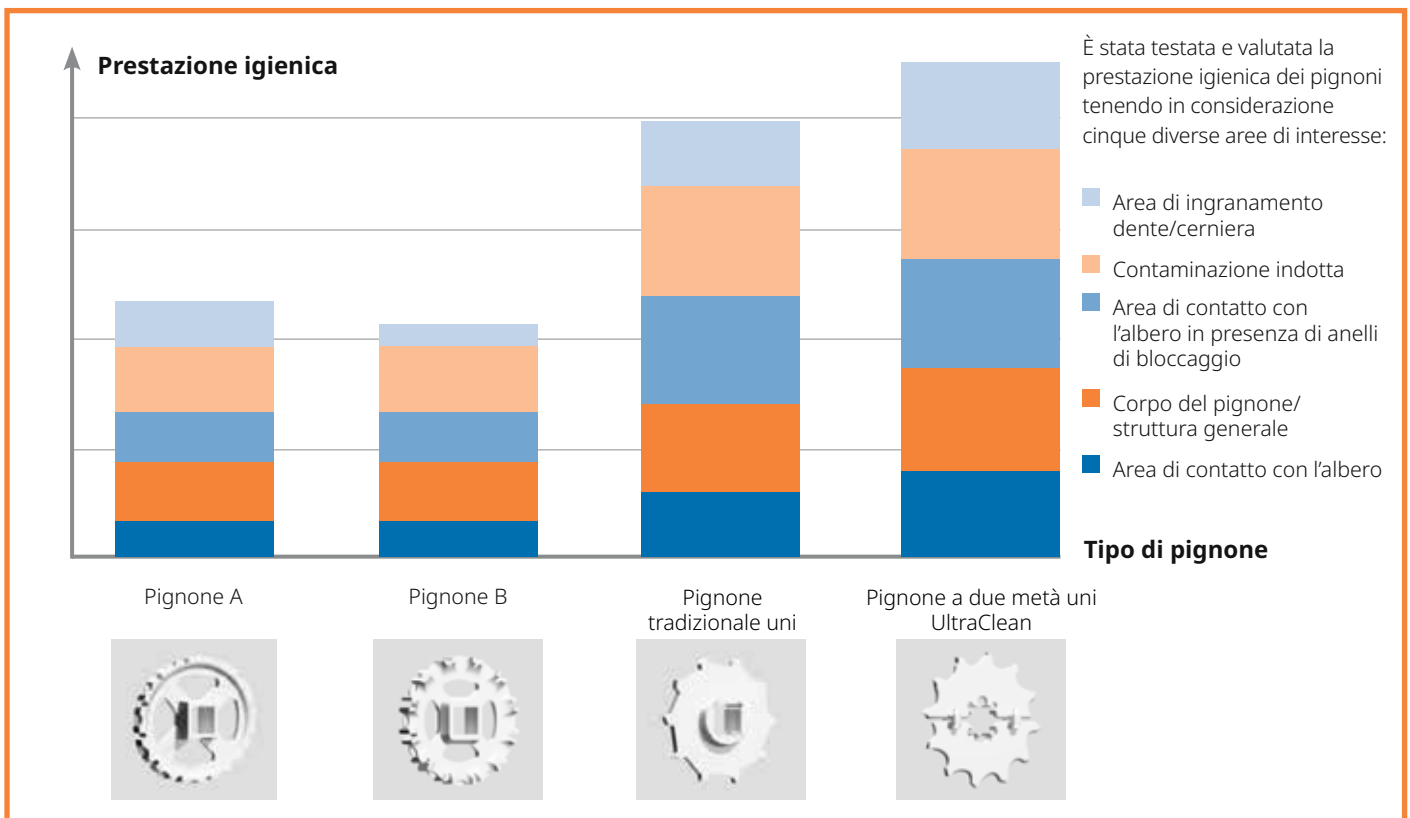 Prestazione igienica
È stata testata e valutata la
prestazione igienica dei pignoni
tenendo in considerazione
cinque diverse aree di interesse:
Area di ingranamento
dente/cerniera
Contaminazione indotta
Area di contatto con
l'albero in presenza di anelli
di bloccaggio
Corpo del pignone/
struttura generale
Area di contatto con l'albero
Tipo di pignone
Pignone A
Pignone B
Pignone
tradizionale uni
Pignone a due metà uni
UltraClean